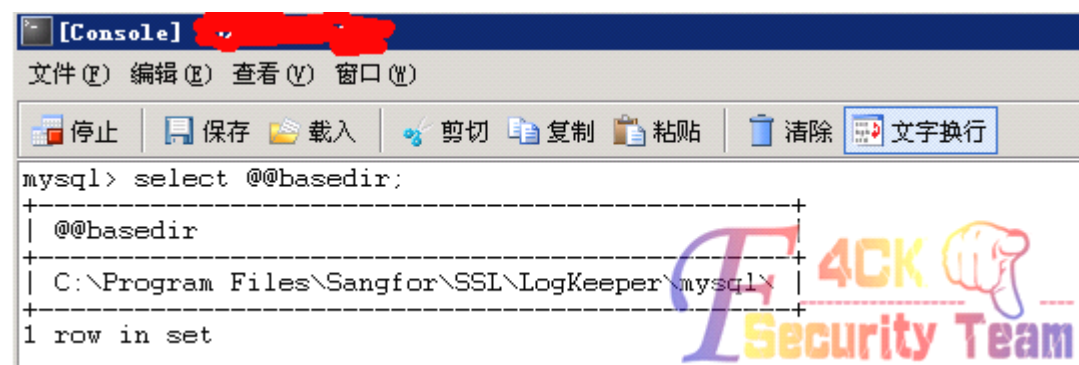 [Console]
文件(F) 编辑(E) 查看(V) 窗口(W)
停止 保存 载入 剪切 复制 粘贴 清除 文字换行
mysql> select @@basedir;
+-----------------------------------------------+
| @@basedir |
+-----------------------------------------------+
| C:\Program Files\Sangfor\SSL\LogKeeper\mysql\ |
+-----------------------------------------------+
1 row in set
F4CK
Security Team